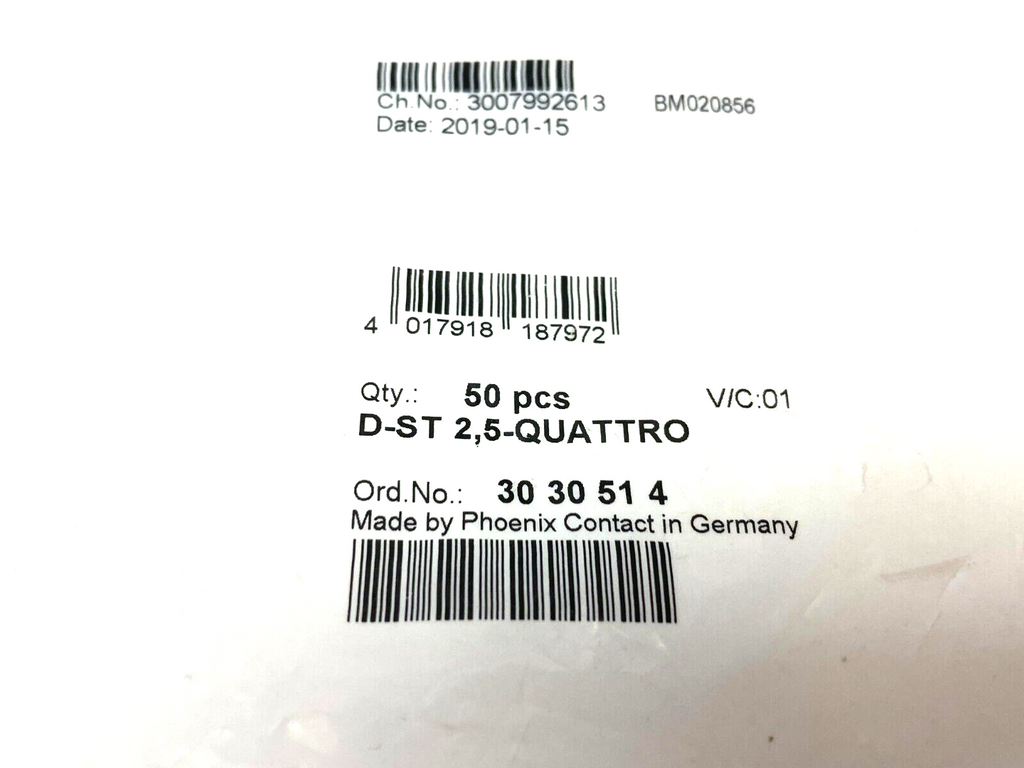 Ch.No.: 3007992613 BM020856
Date: 2019-01-15
4 017918 187972
Qty.: 50 pcs V/C:01
D-ST 2,5-QUATTRO
Ord.No.: 30 30 51 4
Made by Phoenix Contact in Germany